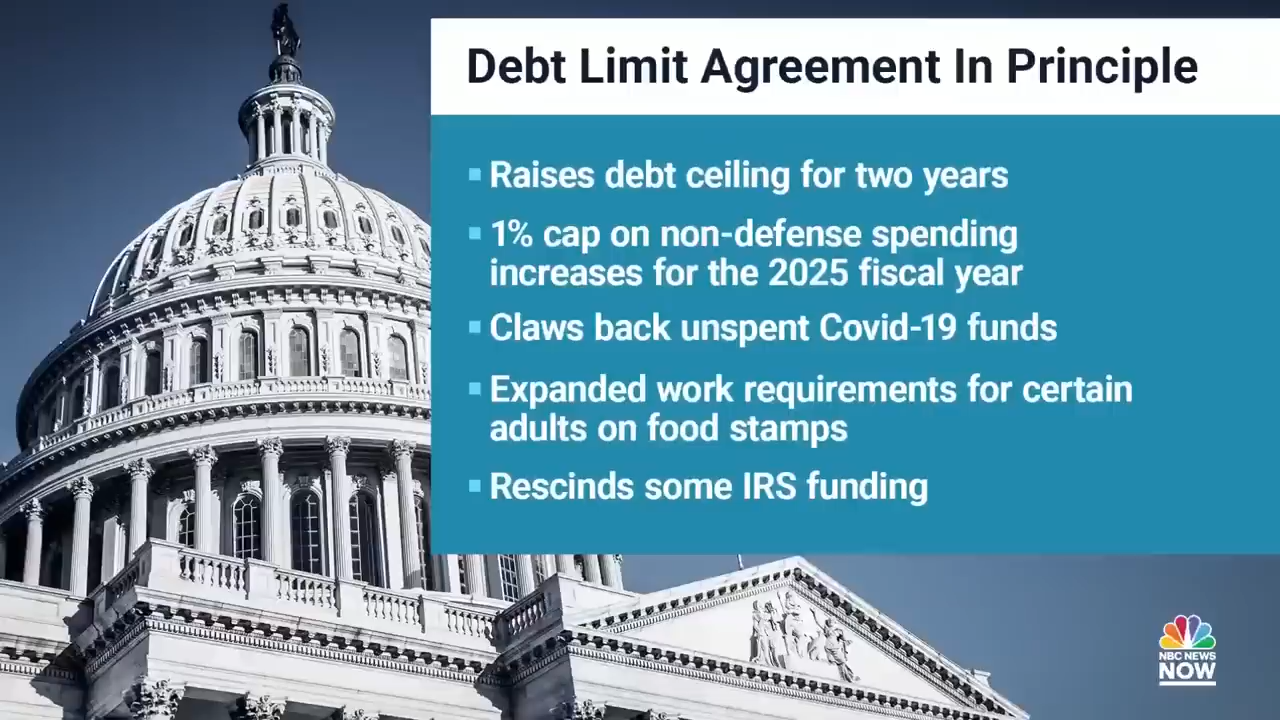 Debt Limit Agreement In Principle
Raises debt ceiling for two years
1% cap on non-defense spending
increases for the 2025 fiscal year
Claws back unspent Covid-19 funds
Expanded work requirements for certain
adults on food stamps
Rescinds some IRS funding
NBC NEWS
NOW